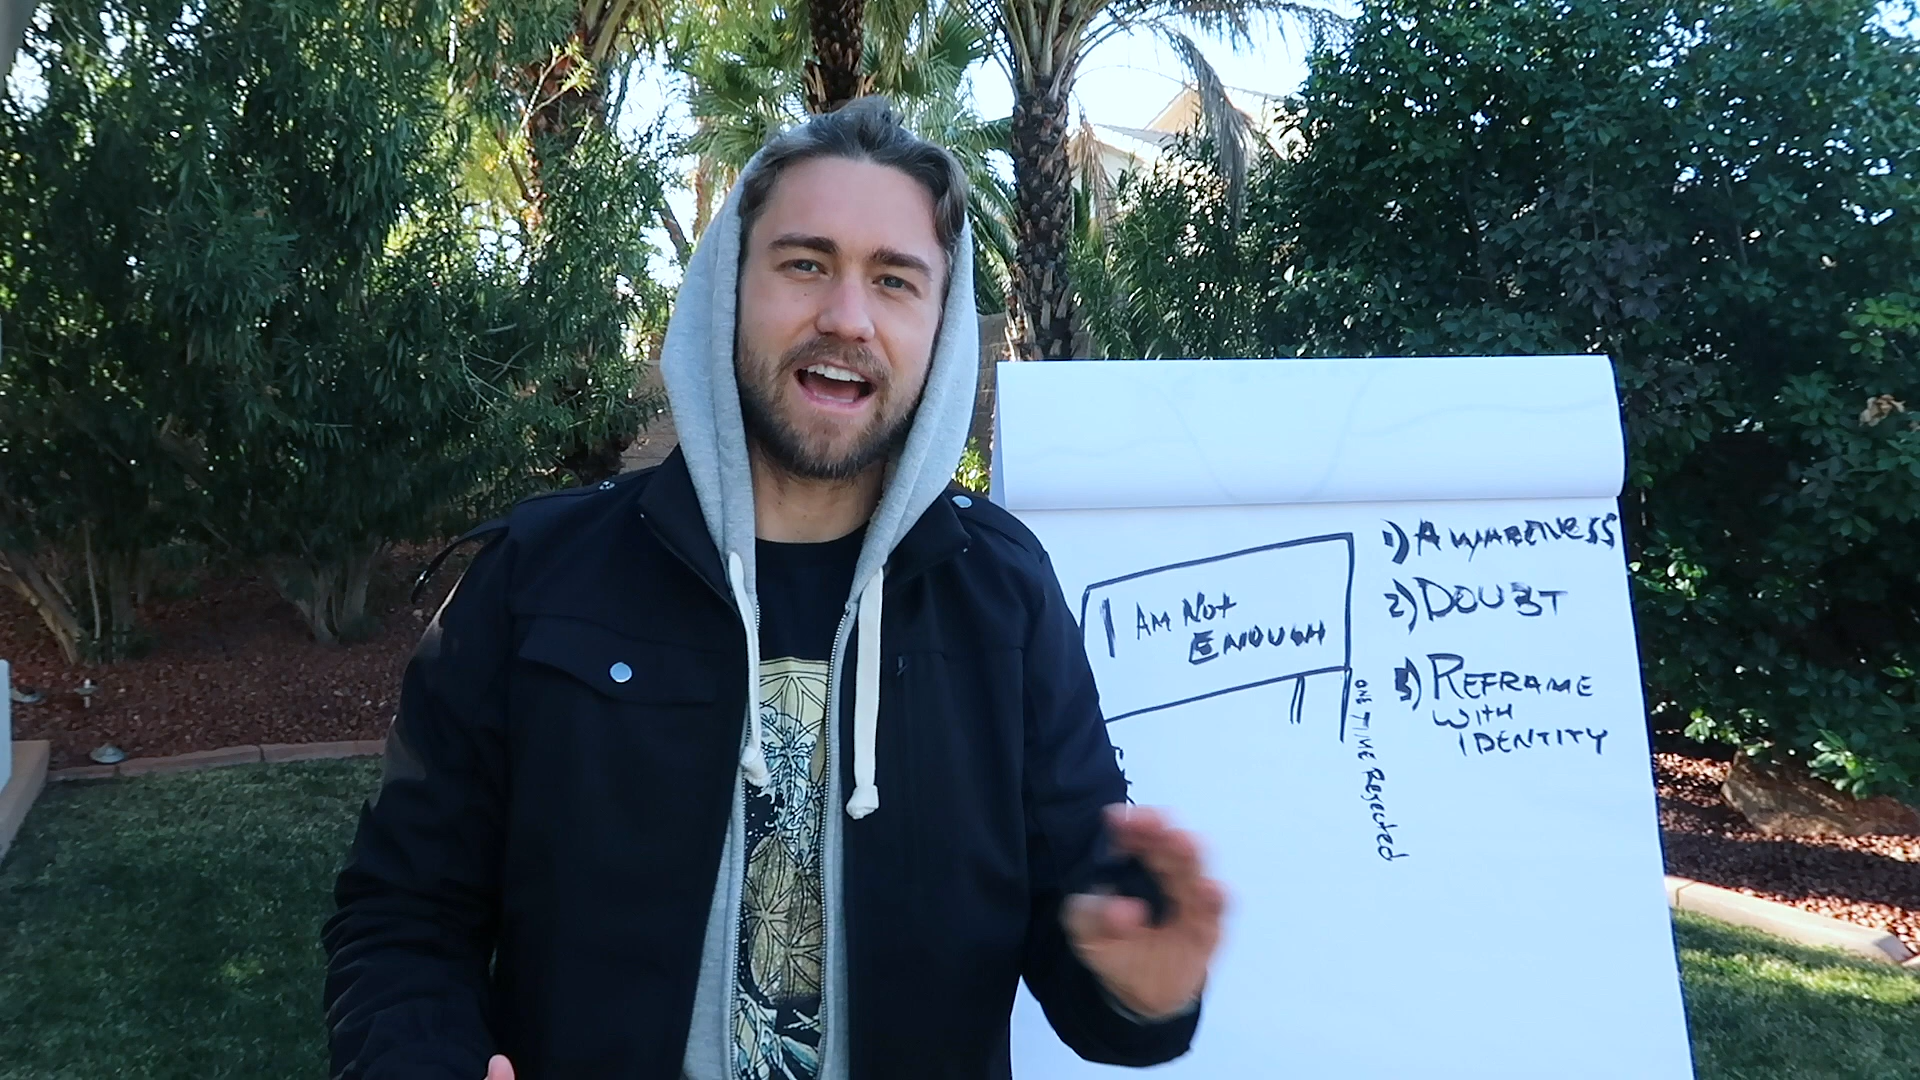 I AM NOT
ENOUGH
ONE TIME REJECTED
1) AWARENESS
2) DOUBT
3) REFRAME
WITH
IDENTITY